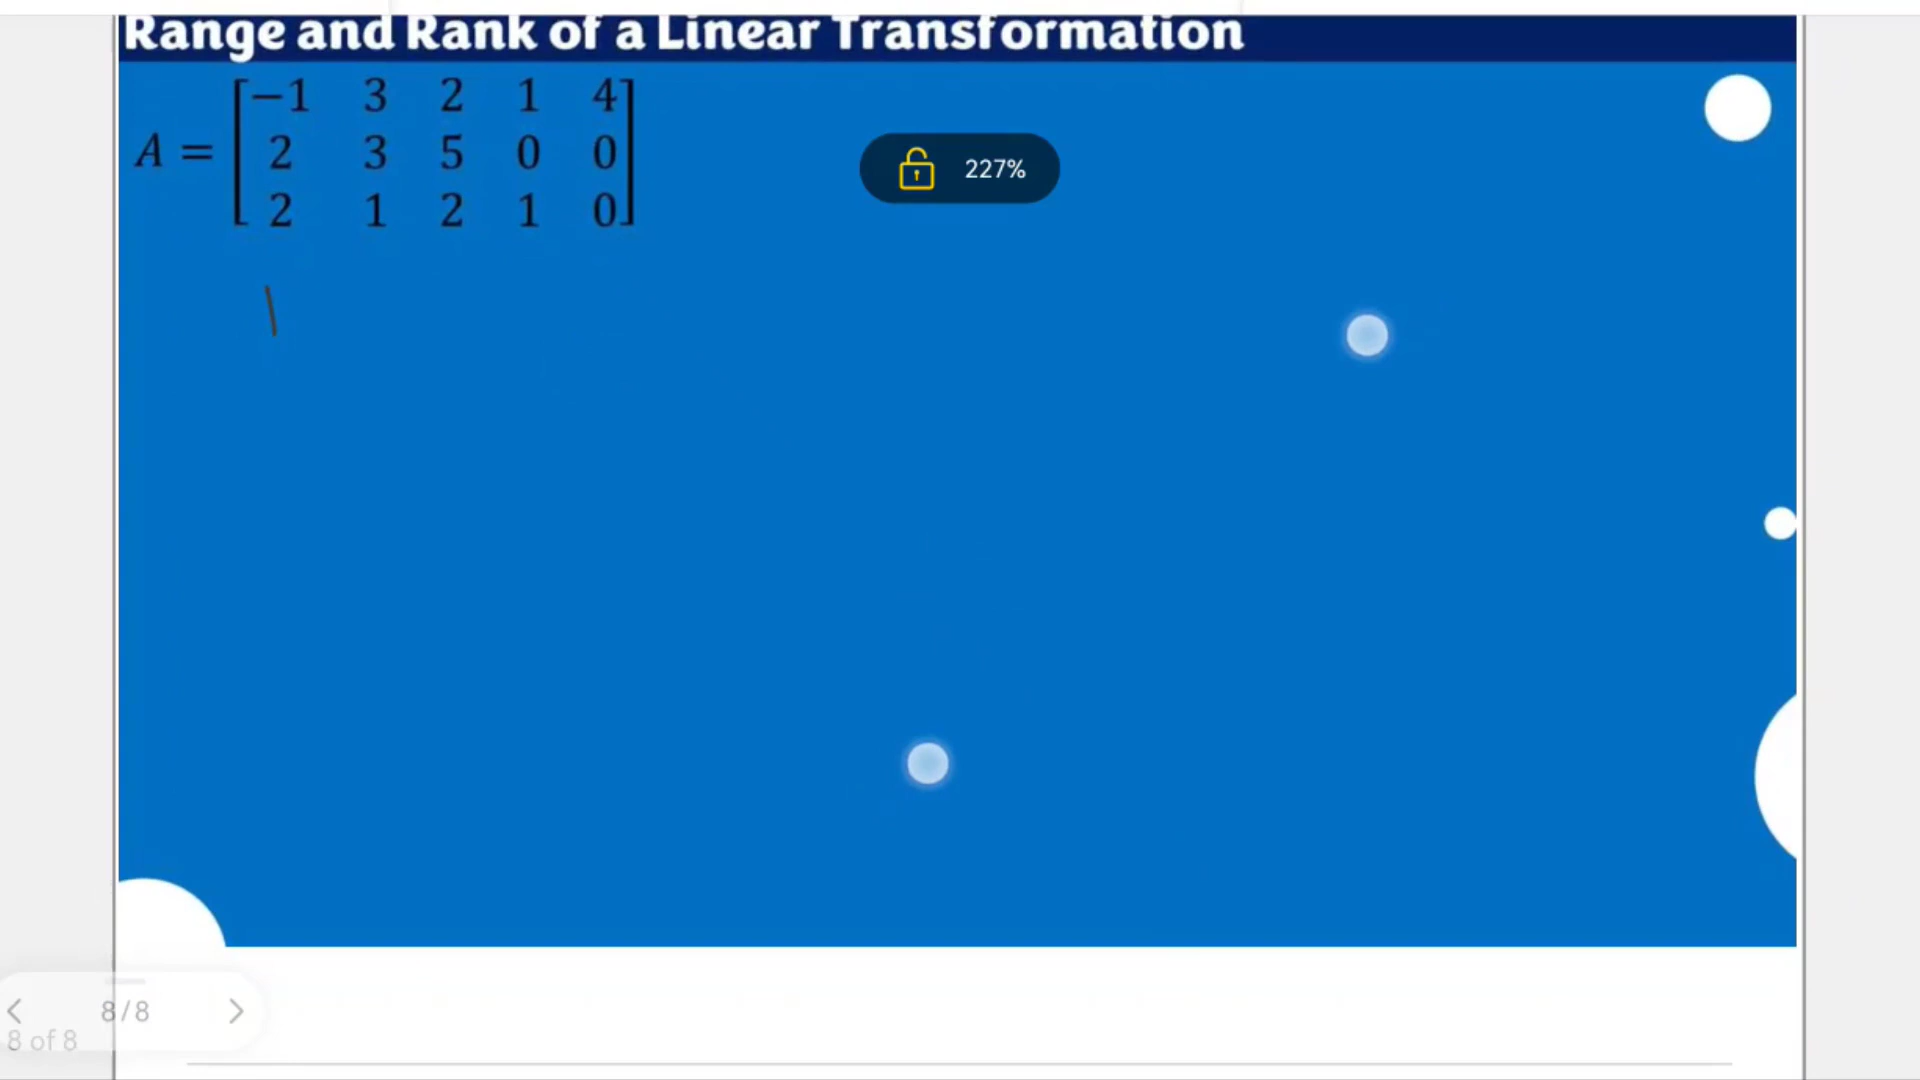 Range and Rank of a Linear Transformation
A = [−1 3 2 1 4
2 3 5 0 0
2 1 2 1 0]
227%
\
8/8
8 of 8